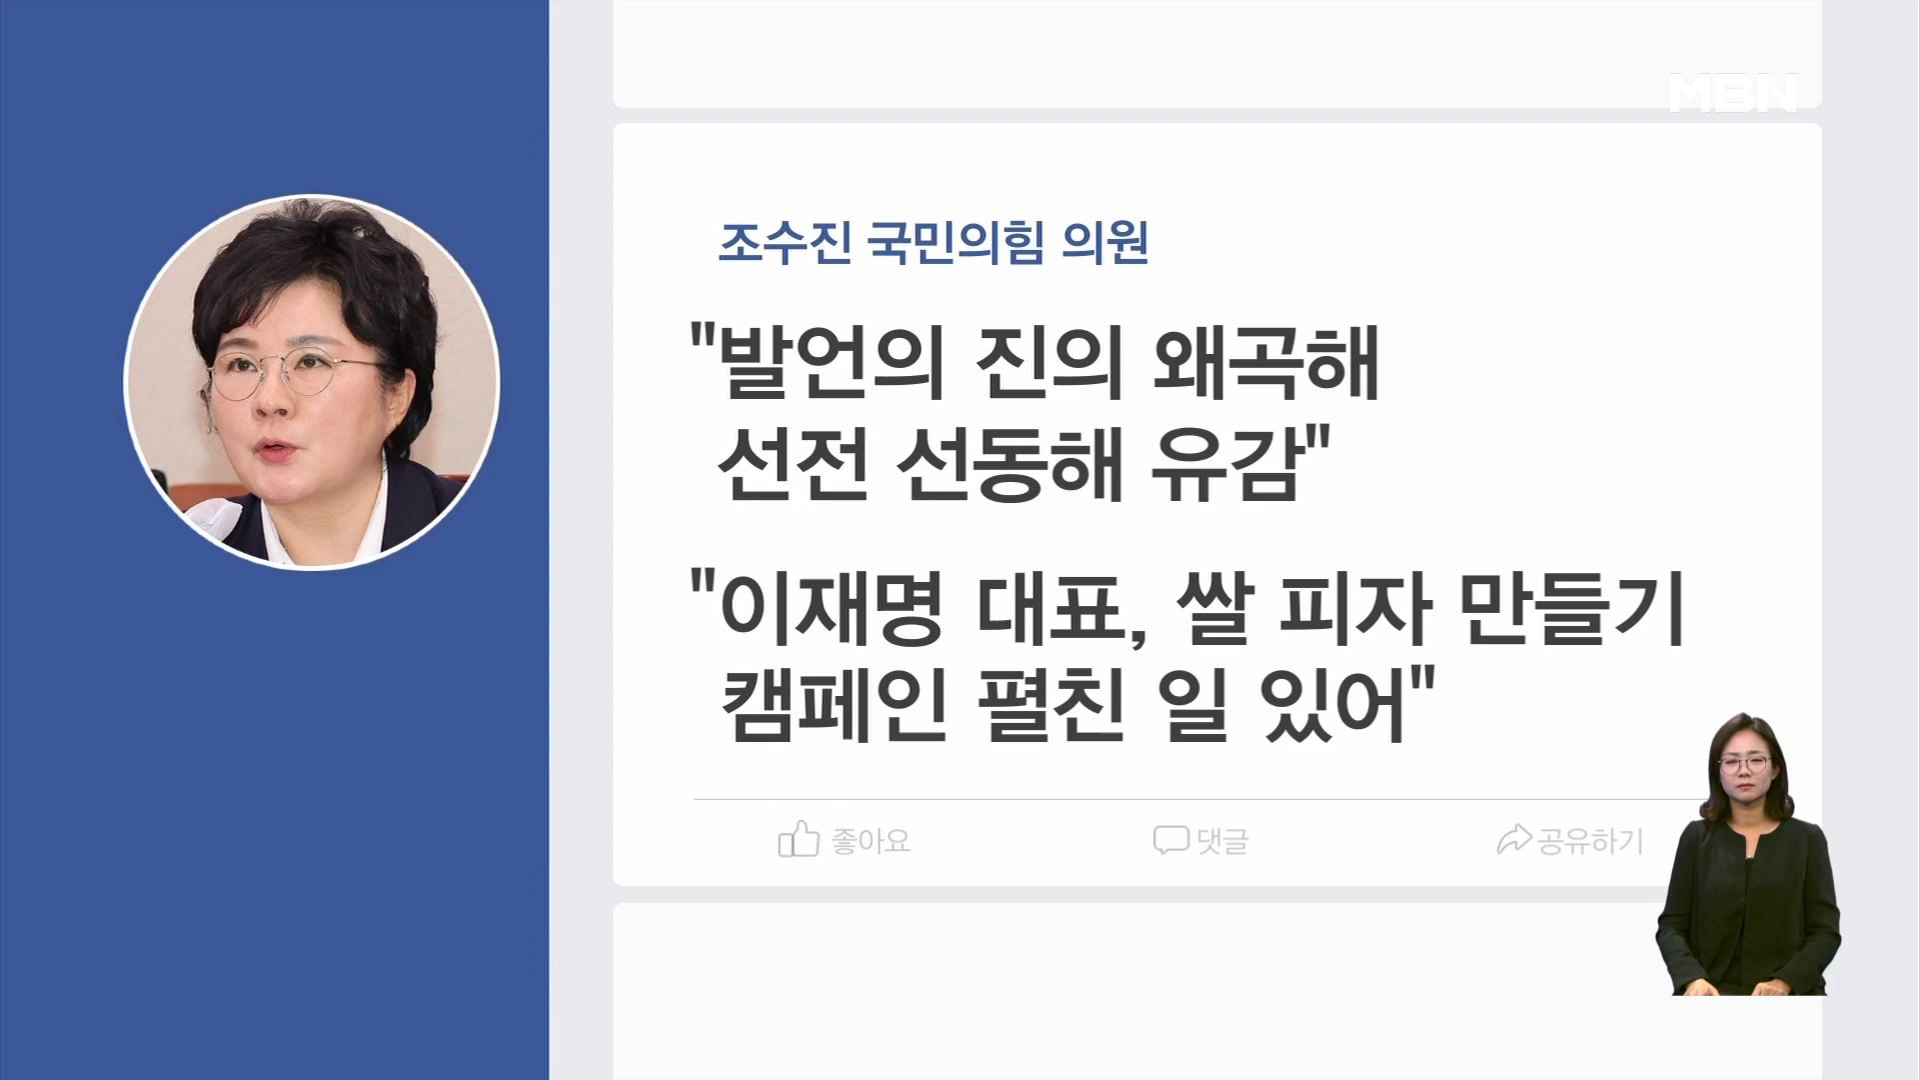 MBN
조수진 국민의힘 의원
"발언의 진의 왜곡해
선전 선동해 유감"
"이재명 대표, 쌀 피자 만들기
캠페인 펼친 일 있어"
좋아요 댓글 공유하기